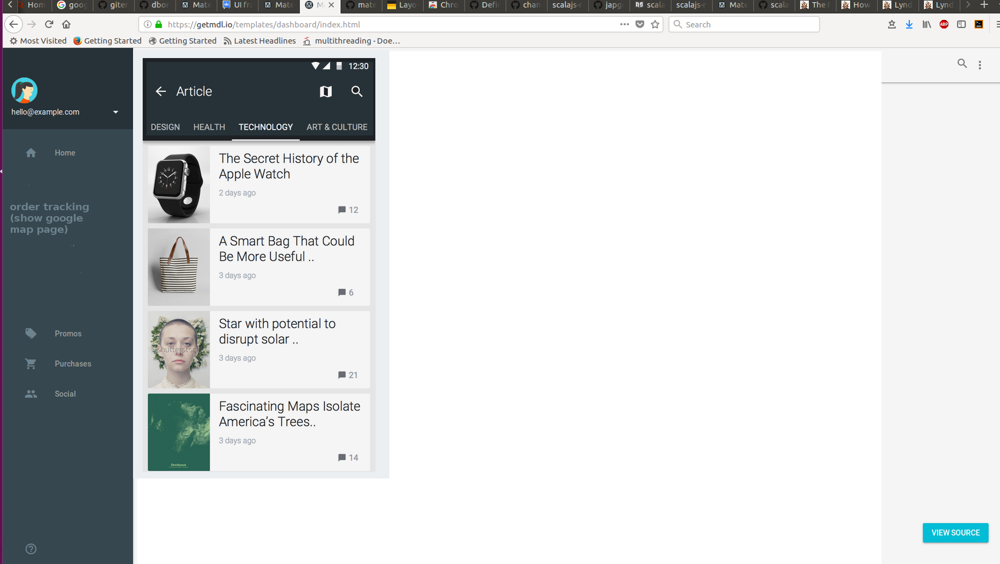 Hom
goog
giter
dbor
Mate
UI fra
Mate
M
mate
Layo
Chro
Defir
chan
scalajs-r
japg
scala
scalajs-r
Mate
scala
The F
How
Lynd
Lynd
https://getmdl.io/templates/dashboard/index.html
Search
ABP
Most Visited
Getting Started
Getting Started
Latest Headlines
multithreading - Doe…
hello@example.com
Home
order tracking
(show google
map page)
Promos
Purchases
Social
12:30
Article
DESIGN
HEALTH
TECHNOLOGY
ART & CULTURE
The Secret History of the
Apple Watch
2 days ago
12
A Smart Bag That Could
Be More Useful ..
3 days ago
6
Star with potential to
disrupt solar ..
3 days ago
21
shutterstock
Fascinating Maps Isolate
America’s Trees..
3 days ago
14
Deciduous
VIEW SOURCE